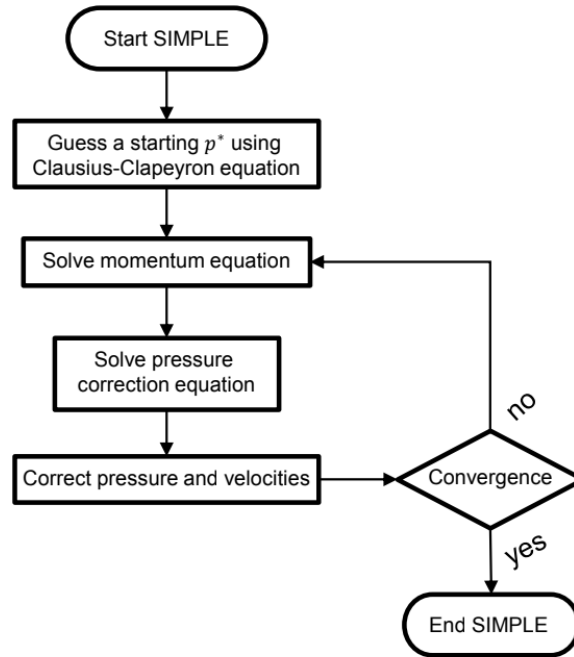 Start SIMPLE
Guess a starting p* using
Clausius-Clapeyron equation
Solve momentum equation
Solve pressure
correction equation
Correct pressure and velocities
Convergence
no
yes
End SIMPLE